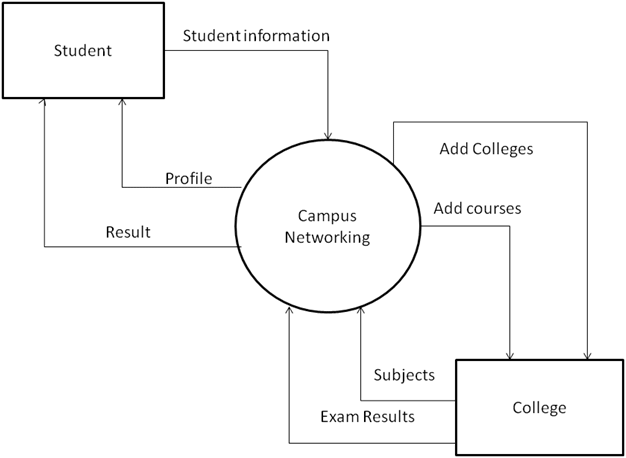 Student
Student information
Add Colleges
Profile
Add courses
Campus
Networking
Result
Subjects
College
Exam Results